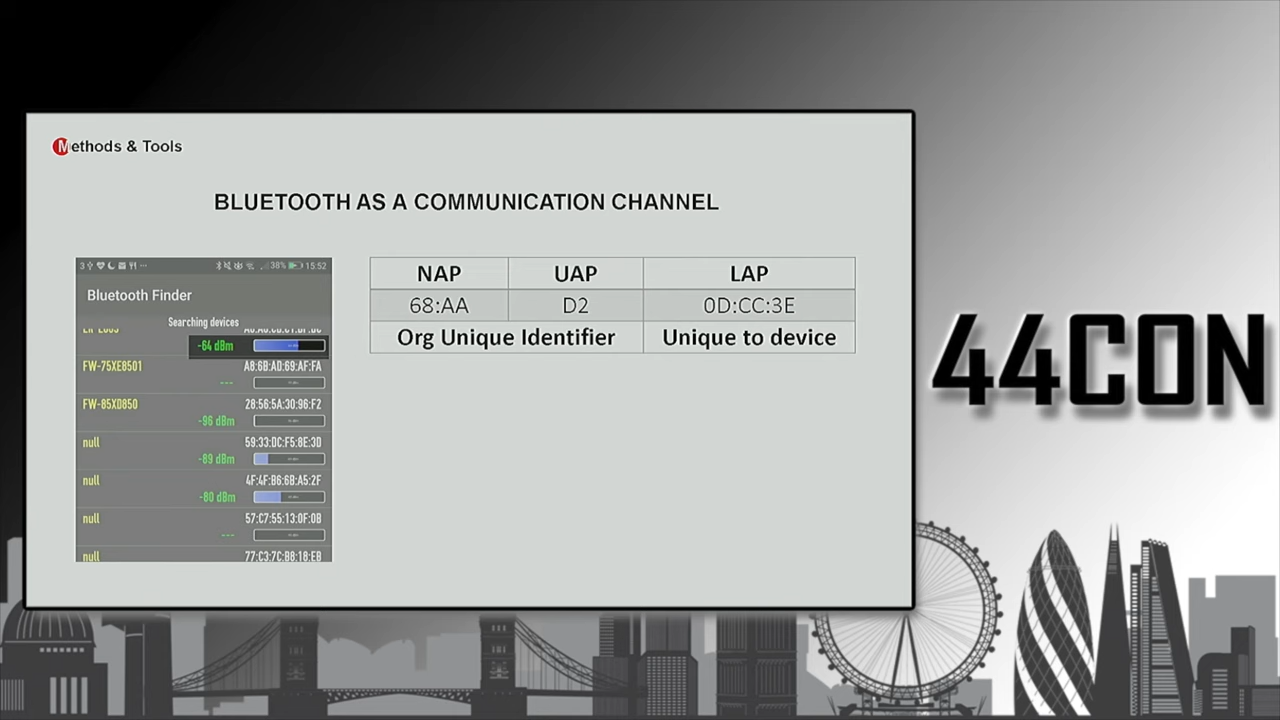 Methods & Tools
BLUETOOTH AS A COMMUNICATION CHANNEL
38% 15:52
Bluetooth Finder
Searching devices
-64 dBm
FW-75XE8501 A8:6B:AD:69:AF:FA
---
FW-85XD850 28:56:5A:30:96:F2
-96 dBm
null 59:33:DC:F5:8E:3D
-89 dBm
null 4F:4F:B6:6B:A5:2F
-80 dBm
null 57:C7:55:13:0F:0B
---
null 77:C3:7C:B8:18:EB
NAP UAP LAP
68:AA D2 0D:CC:3E
Org Unique Identifier Unique to device
44CON